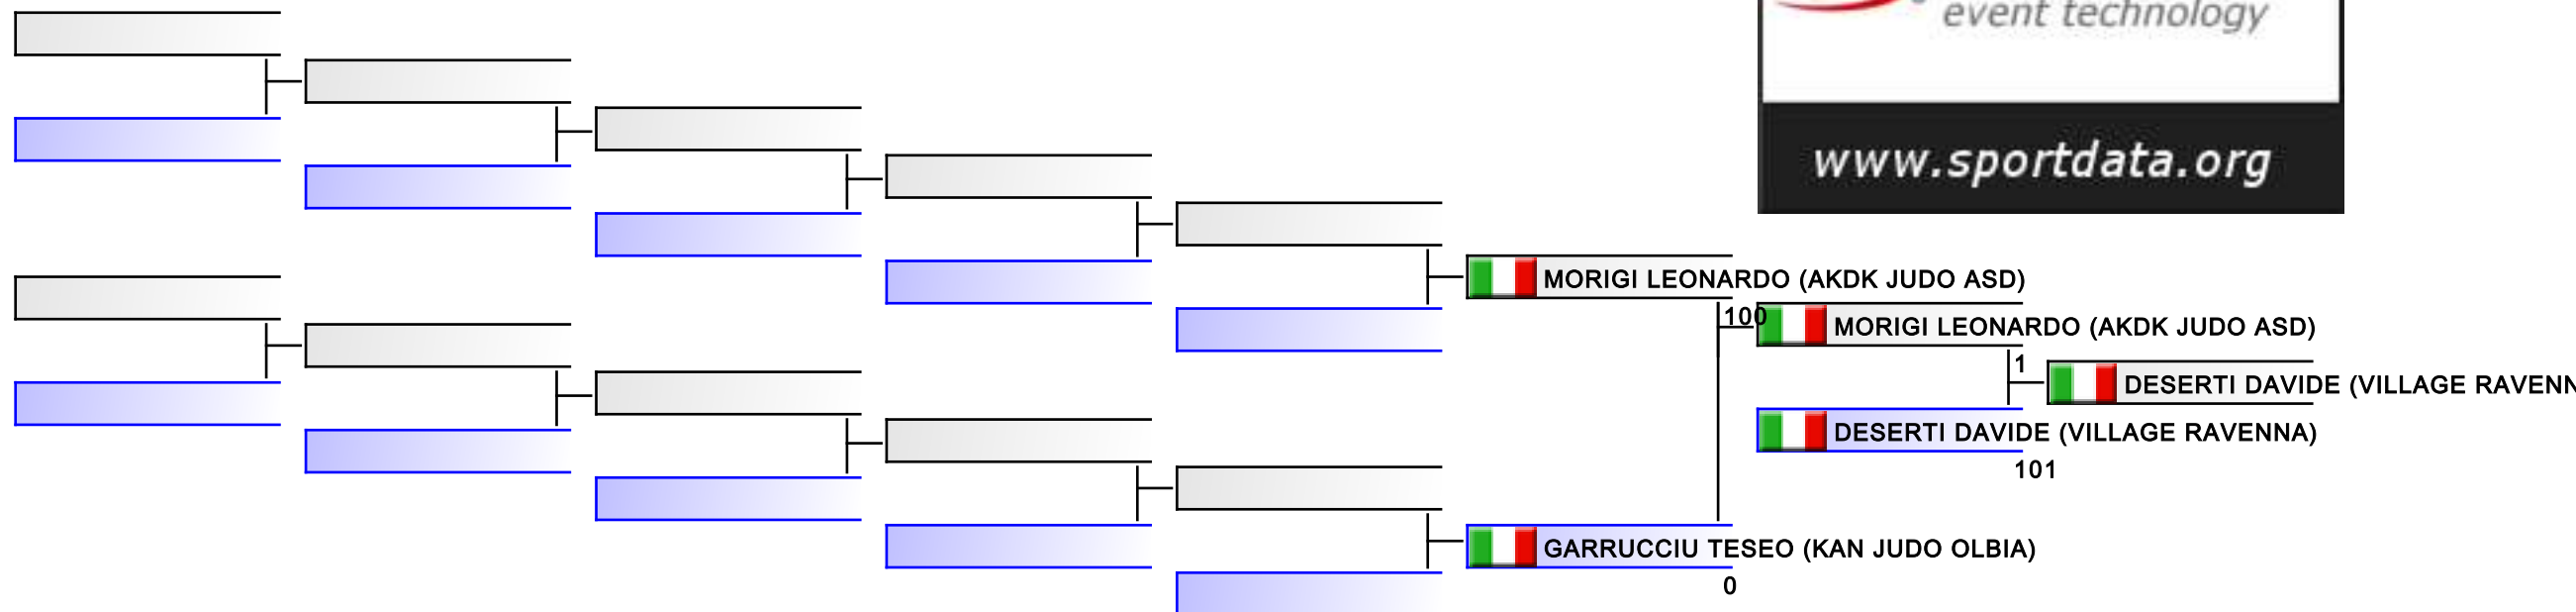 event technology
www.sportdata.org
MORIGI LEONARDO (AKDK JUDO ASD)
100
MORIGI LEONARDO (AKDK JUDO ASD)
1
DESERTI DAVIDE (VILLAGE RAVENN
DESERTI DAVIDE (VILLAGE RAVENNA)
101
GARRUCCIU TESEO (KAN JUDO OLBIA)
0